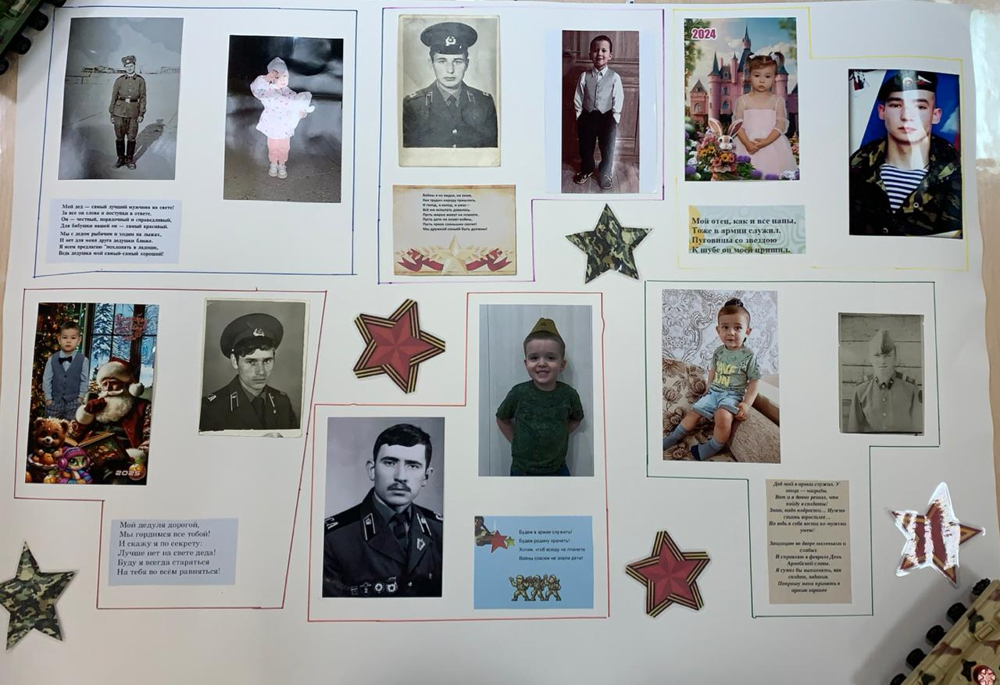 Мой дед — самый лучший мужчина на свете!
За все он слова и поступки в ответе.
Он — честный, порядочный и справедливый,
Для бабушки нашей он — самый красивый.
Мы с дедом рыбачим и ходим на лыжах,
И нет для меня друга дедушки ближе.
Я всем предлагаю "похлопать в ладоши,
Ведь дедушка мой самый-самый хороший!
Войны я не видел, но знаю,
Как трудно народу пришлось,
И голод, и холод, и ужас –
Всё им испытать довелось.
Пусть мирно живут на планете,
Пусть дети не знают войны,
Пусть яркое солнышко светит!
Мы дружной семьёй быть должны!
2024
Мой отец, как и все папы,
Тоже в армии служил.
Пуговицы со звездою
К шубе он моей пришил.
2025
Мой дедуля дорогой,
Мы гордимся все тобой!
И скажу я по секрету:
Лучше нет на свете деда!
Буду я всегда стараться
На тебя во всём равняться!
Будем в армии служить!
Будем родину хранить!
Хотим, чтоб всюду на планете
Войны совсем не знали дети!
Дед мой в армии служил. У
отца — награды.
Вот и я давно решил, что
пойду в солдаты!
Знаю, надо подрасти... Нужно
стать взрослее...
Но ведь я себя вести по-мужски
умею!
Защищаю во дворе маленьких и
слабых
И справляю в феврале День
Армейской славы.
Я сумел бы выполнять, как
солдат, задания.
Попрошу меня принять в
армию заранее